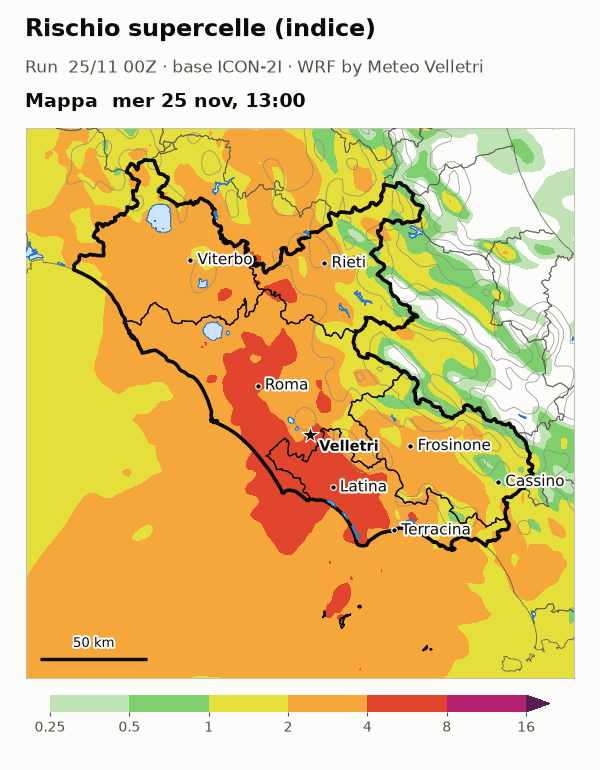 Rischio supercelle (indice)
Run  25/11 00Z · base ICON-2I · WRF by Meteo Velletri
Mappa  mer 25 nov, 13:00
Viterbo
Rieti
Roma
Velletri
Frosinone
Cassino
Latina
Terracina
50 km
0.25 0.5 1 2 4 8 16